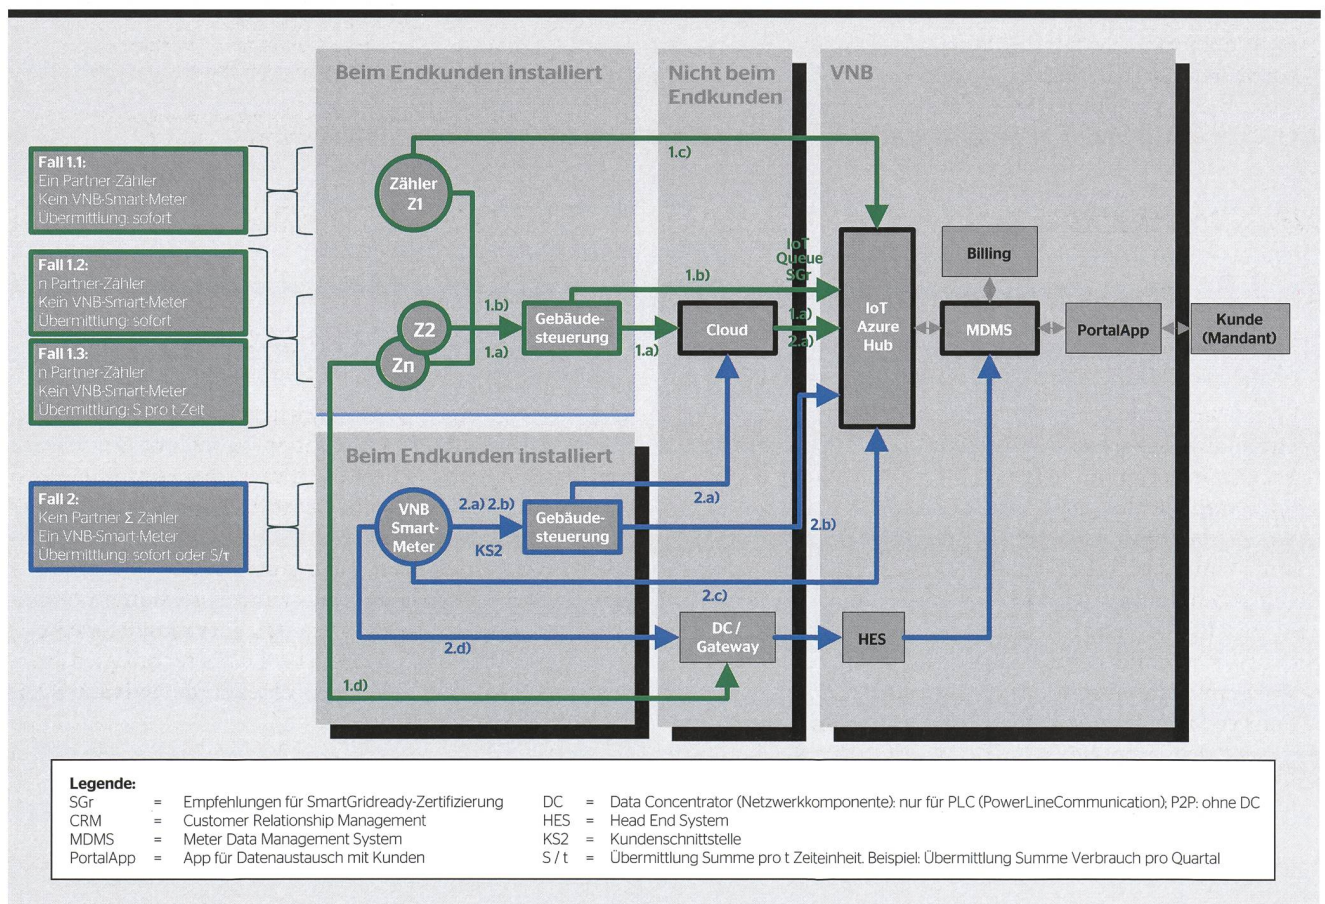 Beim Endkunden installiert
Nicht beim
Endkunden
VNB
Fall 1.1:
Ein Partner-Zähler
Kein VNB-Smart-Meter
Übermittlung: sofort
Fall 1.2:
n Partner-Zähler
Kein VNB-Smart-Meter
Übermittlung: sofort
Fall 1.3:
n Partner-Zähler
Kein VNB-Smart-Meter
Übermittlung: S pro t Zeit
Fall 2:
Kein Partner Σ Zähler
Ein VNB-Smart-Meter
Übermittlung: sofort oder S/τ
Zähler
Z1
1.c)
Z2
Zn
1.b)
1.a)
Gebäude-
steuerung
1.a)
1.b)
Cloud
IoT
Queue
SGr
1.a)
2.a)
IoT
Azure
Hub
Billing
MDMS
PortalApp
Kunde
(Mandant)
Beim Endkunden installiert
VNB
Smart-
Meter
2.a) 2.b)
KS2
Gebäude-
steuerung
2.a)
2.b)
2.c)
2.d)
1.d)
DC /
Gateway
HES
Legende:
SGr = Empfehlungen für SmartGridready-Zertifizierung
CRM = Customer Relationship Management
MDMS = Meter Data Management System
PortalApp = App für Datenaustausch mit Kunden
DC = Data Concentrator (Netzwerkkomponente): nur für PLC (PowerLineCommunication); P2P: ohne DC
HES = Head End System
KS2 = Kundenschnittstelle
S / t = Übermittlung Summe pro t Zeiteinheit. Beispiel: Übermittlung Summe Verbrauch pro Quartal